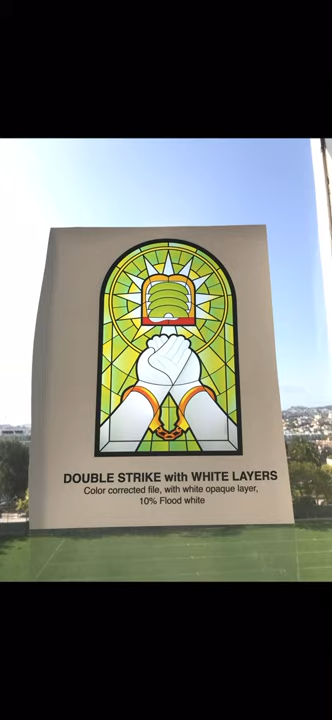 DOUBLE STRIKE with WHITE LAYERS
Color corrected file, with white opaque layer,
10% Flood white